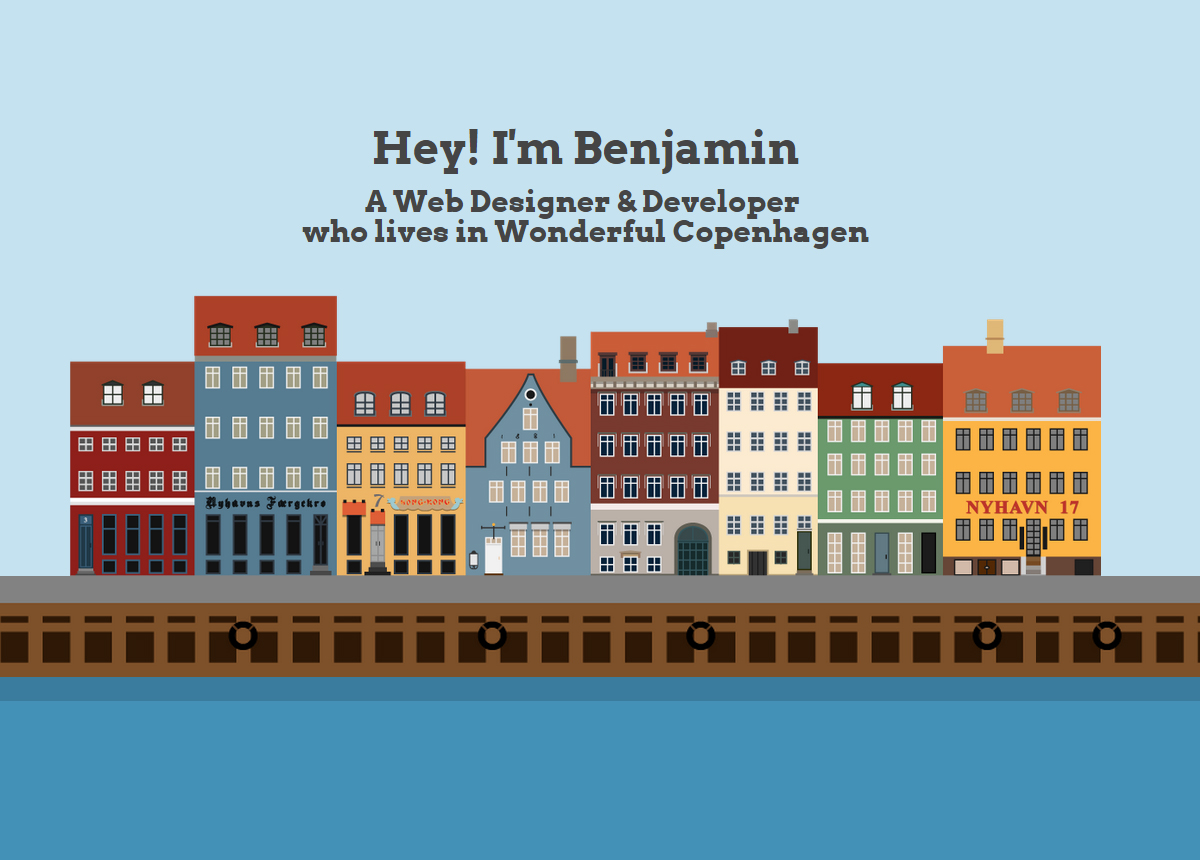 Hey! I'm Benjamin
A Web Designer & Developer
who lives in Wonderful Copenhagen
Nyhavns Færgekro
7
HONG-KONG
NYHAVN 17
3